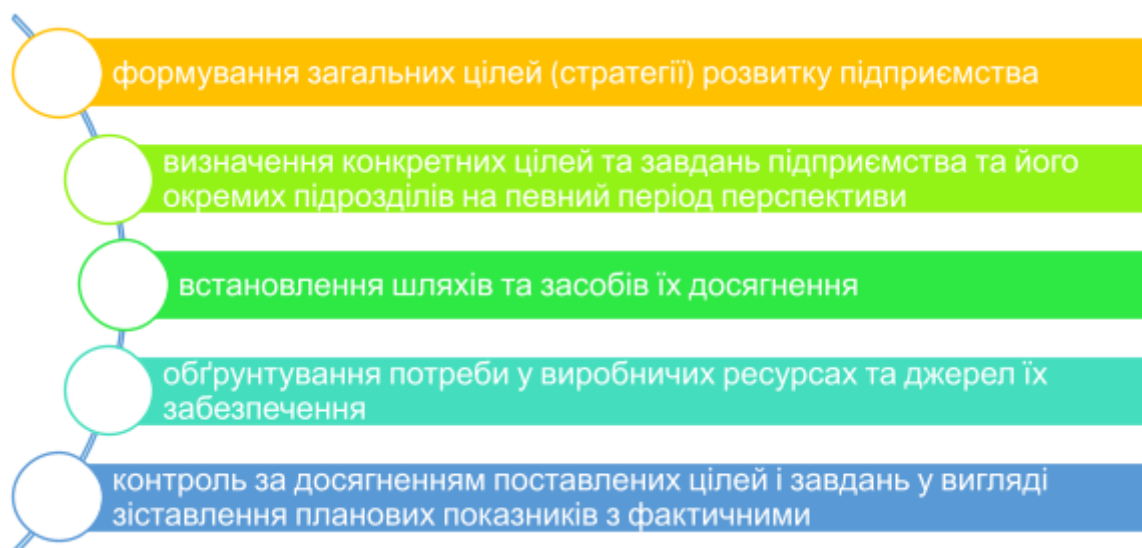 формування загальних цілей (стратегії) розвитку підприємства
визначення конкретних цілей та завдань підприємства та його
окремих підрозділів на певний період перспективи
встановлення шляхів та засобів їх досягнення
обґрунтування потреби у виробничих ресурсах та джерел їх
забезпечення
контроль за досягненням поставлених цілей і завдань у вигляді
зіставлення планових показників з фактичними